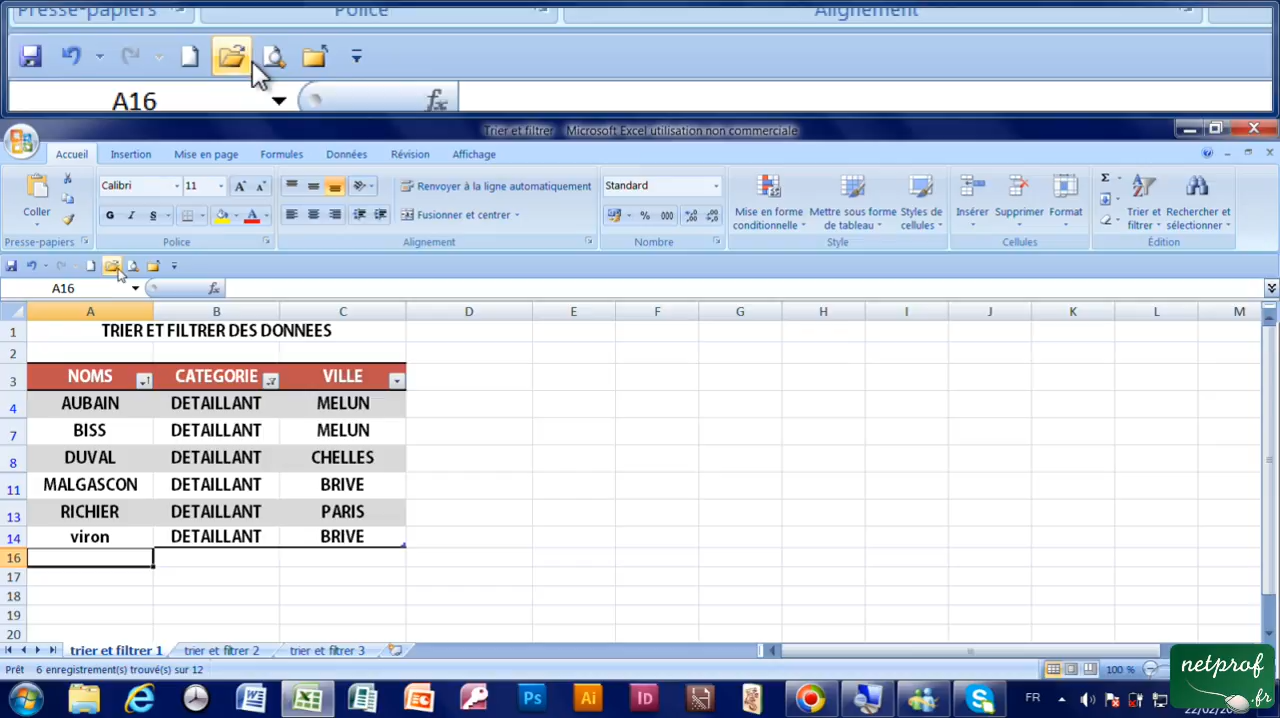 Presse-papiers Police Alignement
A16 fx
Trier et filtrer - Microsoft Excel utilisation non commerciale
Accueil Insertion Mise en page Formules Données Révision Affichage
Coller
Calibri 11
G I S A
Renvoyer à la ligne automatiquement
Fusionner et centrer
Standard
% 000
Mise en forme conditionnelle
Mettre sous forme de tableau
Styles de cellules
Insérer Supprimer Format
Trier et filtrer
Rechercher et sélectionner
Presse-papiers Police Alignement Nombre Style Cellules Édition
A16 fx
A B C D E F G H I J K L M
1 TRIER ET FILTRER DES DONNEES
2
3 NOMS CATEGORIE VILLE
4 AUBAIN DETAILLANT MELUN
7 BISS DETAILLANT MELUN
8 DUVAL DETAILLANT CHELLES
11 MALGASCON DETAILLANT BRIVE
13 RICHIER DETAILLANT PARIS
14 viron DETAILLANT BRIVE
16
17
18
19
20
trier et filtrer 1 trier et filtrer 2 trier et filtrer 3
Prêt 6 enregistrement(s) trouvé(s) sur 12 100 %
Ps Ai Id FR
netprof
.fr